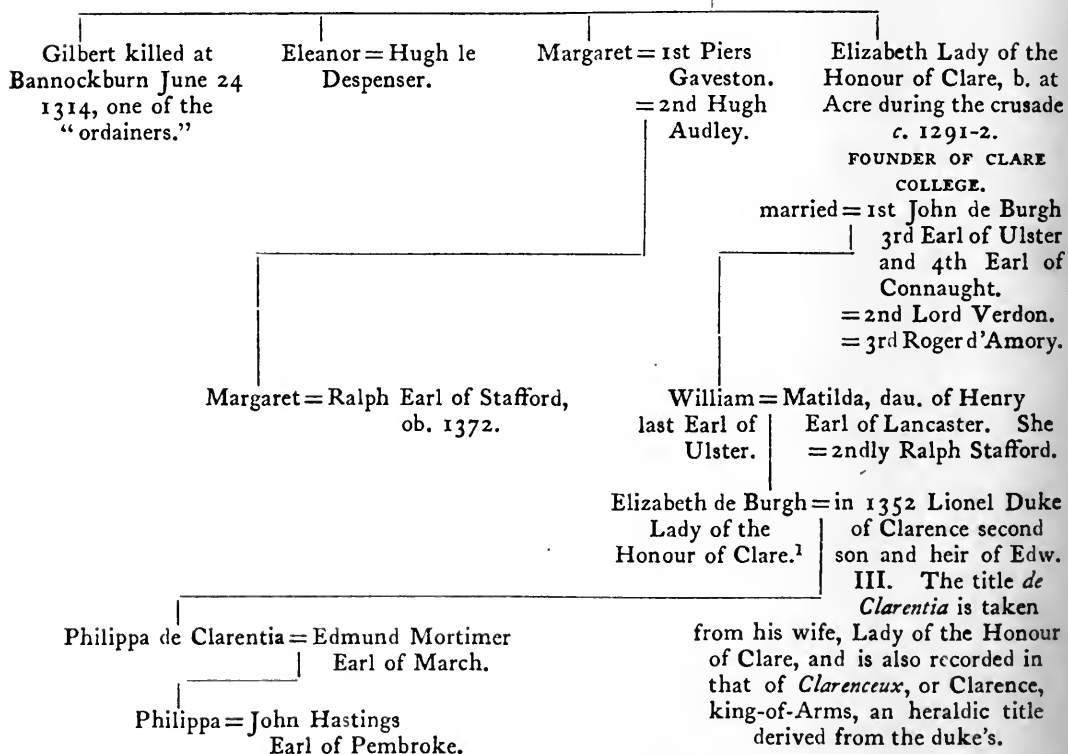 Gilbert killed at
Bannockburn June 24
1314, one of the
"ordainers."
Eleanor = Hugh le
Despenser.
Margaret = 1st Piers
Gaveston.
= 2nd Hugh
Audley.
Elizabeth Lady of the
Honour of Clare, b. at
Acre during the crusade
c. 1291-2.
FOUNDER OF CLARE
COLLEGE.
married = 1st John de Burgh
3rd Earl of Ulster
and 4th Earl of
Connaught.
= 2nd Lord Verdon.
= 3rd Roger d'Amory.
Margaret = Ralph Earl of Stafford,
ob. 1372.
William = Matilda, dau. of Henry
last Earl of Earl of Lancaster. She
Ulster. = 2ndly Ralph Stafford.
Elizabeth de Burgh = in 1352 Lionel Duke
Lady of the of Clarence second
Honour of Clare.¹ son and heir of Edw.
III. The title de
Clarentia is taken
from his wife, Lady of the Honour
of Clare, and is also recorded in
that of Clarenceux, or Clarence,
king-of-Arms, an heraldic title
derived from the duke's.
Philippa de Clarentia = Edmund Mortimer
Earl of March.
Philippa = John Hastings
Earl of Pembroke.